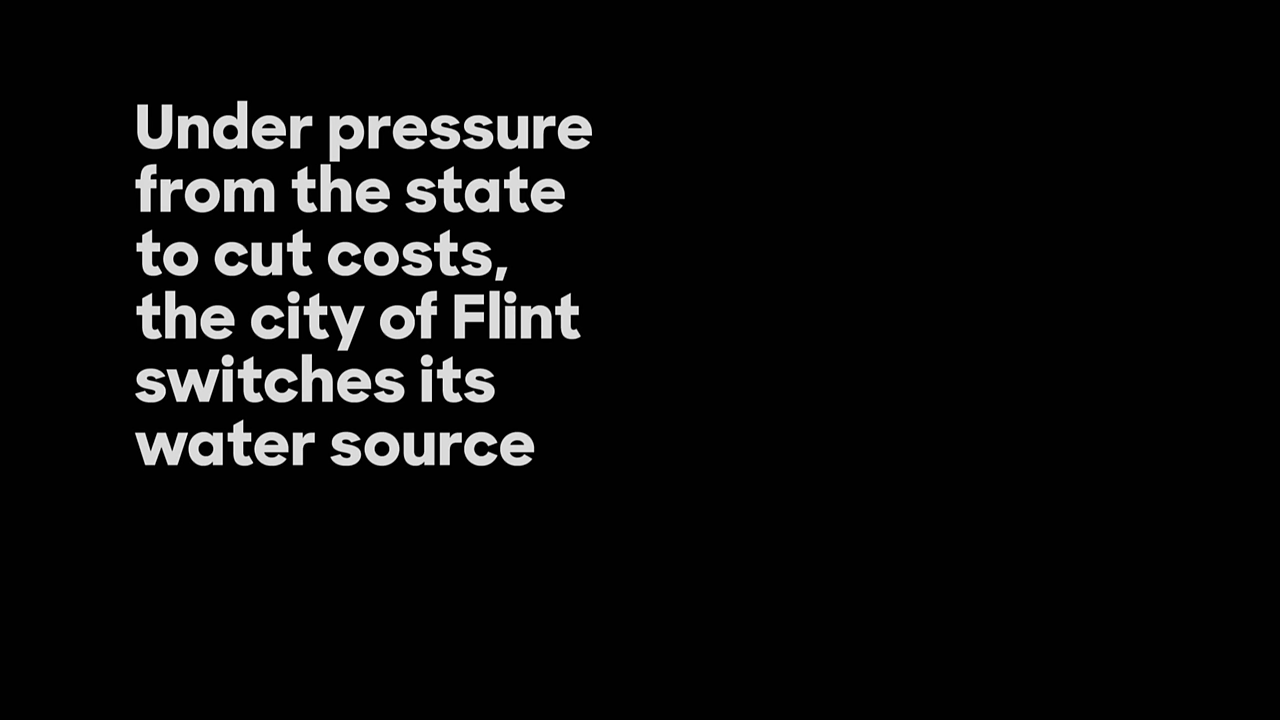 Under pressure
from the state
to cut costs,
the city of Flint
switches its
water source